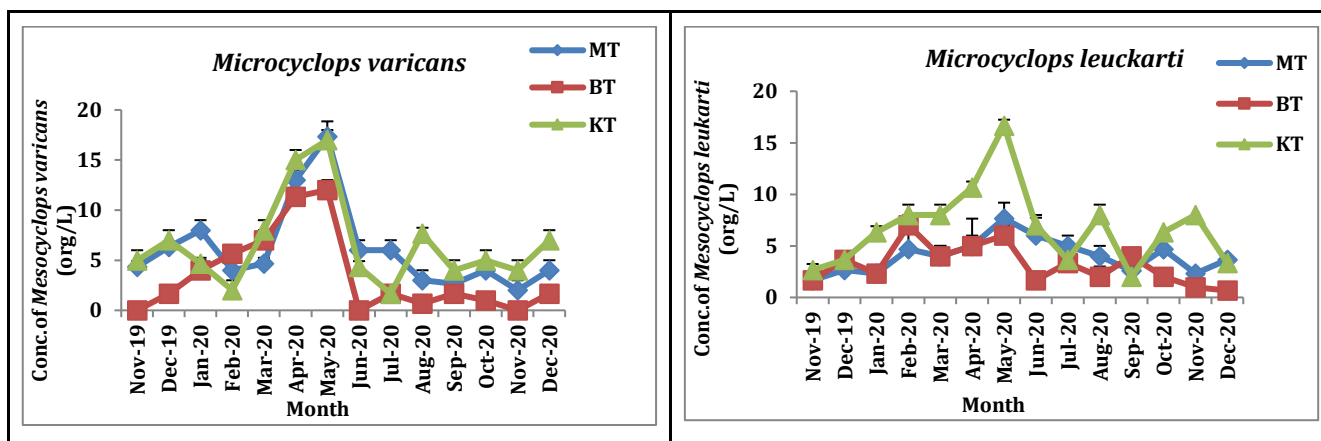 Microcyclops varicans
MT
BT
KT
Conc.of Mesocyclops varicans
(org/L)
20
15
10
5
0
Nov-19
Dec-19
Jan-20
Feb-20
Mar-20
Apr-20
May-20
Jun-20
Jul-20
Aug-20
Sep-20
Oct-20
Nov-20
Dec-20
Month
Microcyclops leuckarti
MT
BT
KT
Conc.of Mesocyclops leukarti
(org/L)
20
15
10
5
0
Nov-19
Dec-19
Jan-20
Feb-20
Mar-20
Apr-20
May-20
Jun-20
Jul-20
Aug-20
Sep-20
Oct-20
Nov-20
Dec-20
Month